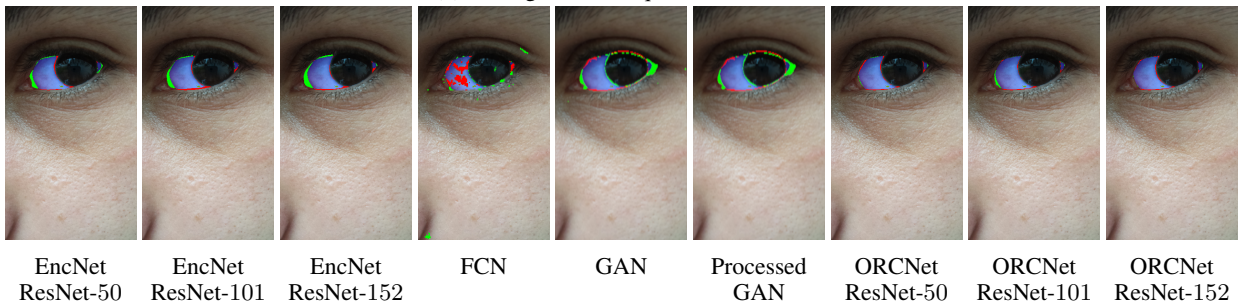 EncNet
ResNet-50
EncNet
ResNet-101
EncNet
ResNet-152
FCN
GAN
Processed
GAN
ORCNet
ResNet-50
ORCNet
ResNet-101
ORCNet
ResNet-152